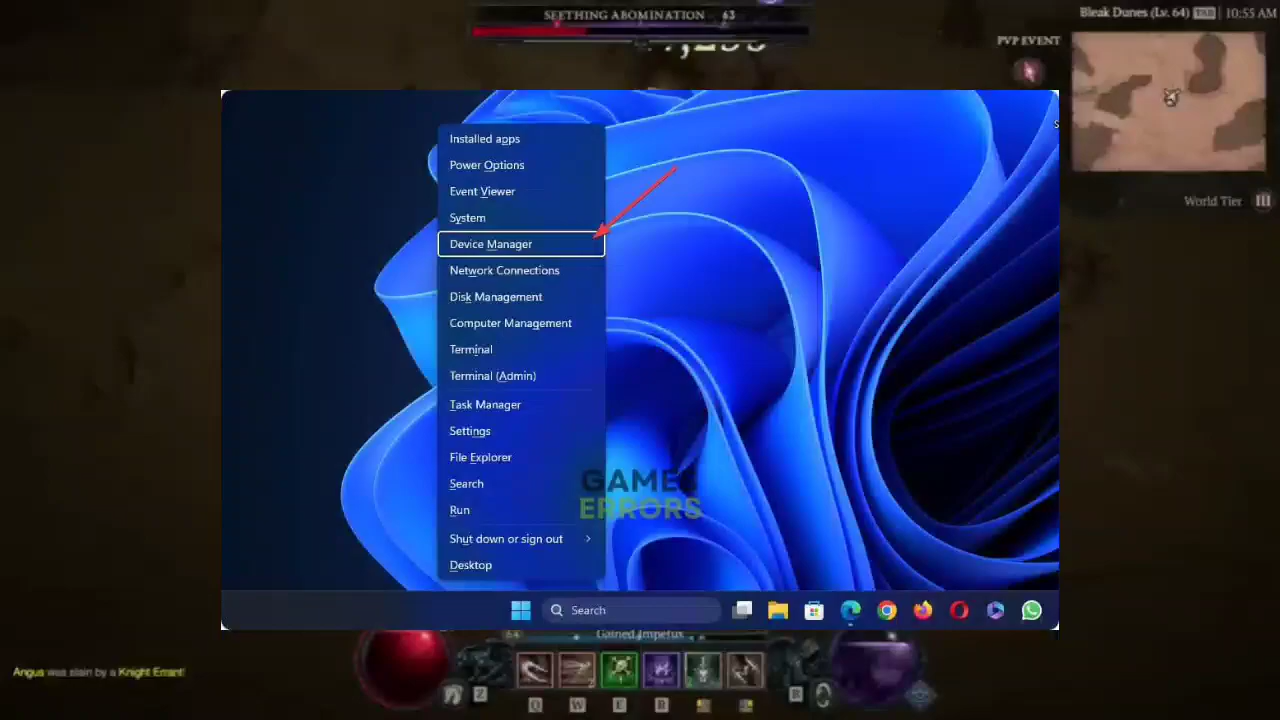 SEETHING ABOMINATION 63
Bleak Dunes (Lv. 64) TAB 10:55 AM
PVP EVENT
World Tier III
Installed apps
Power Options
Event Viewer
System
Device Manager
Network Connections
Disk Management
Computer Management
Terminal
Terminal (Admin)
Task Manager
Settings
File Explorer
Search
Run
Shut down or sign out
Desktop
GAME
ERRORS
Search
Gained Impetus
Angus was slain by a Knight Errant!
Z
Q
W
E
R